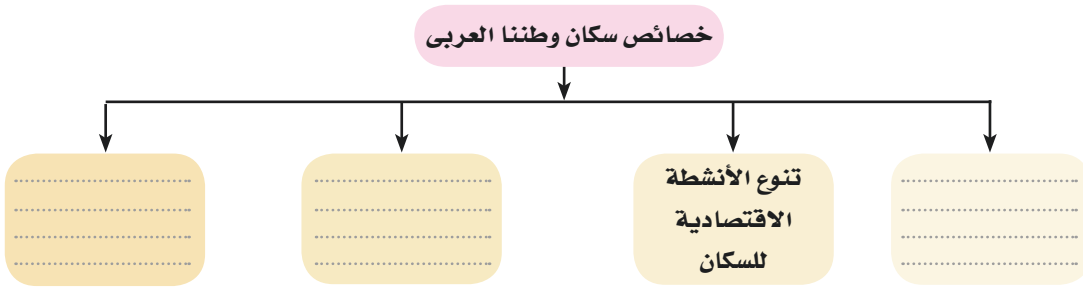 خصائص سكان وطننا العربى
تنوع الأنشطة
الاقتصادية
للسكان